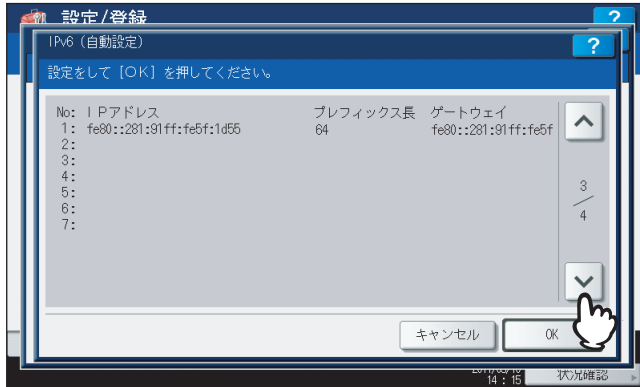 設定/登録
?
IPv6 (自動設定)
?
設定をして [OK] を押してください。
No: IPアドレス プレフィックス長 ゲートウェイ
1: fe80::281:91ff:fe5f:1d55 64 fe80::281:91ff:fe5f
2:
3:
4:
5:
6:
7:
3
4
キャンセル
OK
14 : 15
状況確認